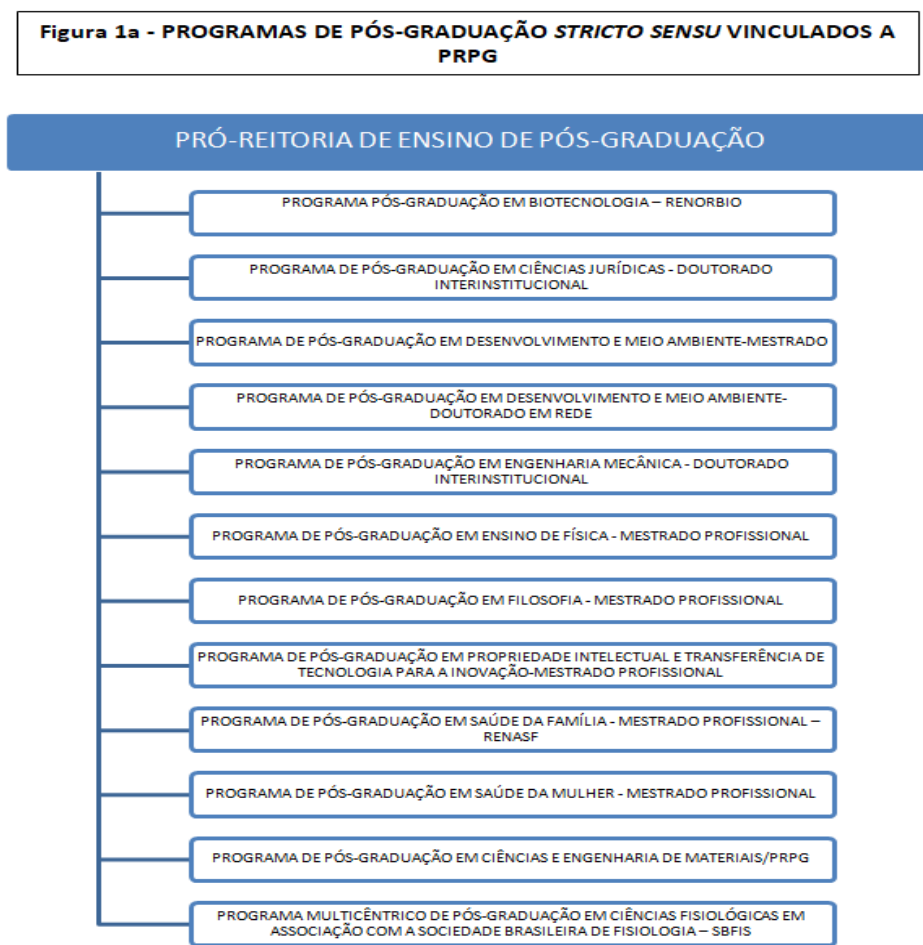 Figura 1a - PROGRAMAS DE PÓS-GRADUAÇÃO STRICTO SENSU VINCULADOS A
PRPG
PRÓ-REITORIA DE ENSINO DE PÓS-GRADUAÇÃO
PROGRAMA PÓS-GRADUAÇÃO EM BIOTECNOLOGIA – RENORBIO
PROGRAMA DE PÓS-GRADUAÇÃO EM CIÊNCIAS JURÍDICAS - DOUTORADO
INTERINSTITUCIONAL
PROGRAMA DE PÓS-GRADUAÇÃO EM DESENVOLVIMENTO E MEIO AMBIENTE-MESTRADO
PROGRAMA DE PÓS-GRADUAÇÃO EM DESENVOLVIMENTO E MEIO AMBIENTE-
DOUTORADO EM REDE
PROGRAMA DE PÓS-GRADUAÇÃO EM ENGENHARIA MECÂNICA - DOUTORADO
INTERINSTITUCIONAL
PROGRAMA DE PÓS-GRADUAÇÃO EM ENSINO DE FÍSICA - MESTRADO PROFISSIONAL
PROGRAMA DE PÓS-GRADUAÇÃO EM FILOSOFIA - MESTRADO PROFISSIONAL
PROGRAMA DE PÓS-GRADUAÇÃO EM PROPRIEDADE INTELECTUAL E TRANSFERÊNCIA DE
TECNOLOGIA PARA A INOVAÇÃO-MESTRADO PROFISSIONAL
PROGRAMA DE PÓS-GRADUAÇÃO EM SAÚDE DA FAMÍLIA - MESTRADO PROFISSIONAL –
RENASF
PROGRAMA DE PÓS-GRADUAÇÃO EM SAÚDE DA MULHER - MESTRADO PROFISSIONAL
PROGRAMA DE PÓS-GRADUAÇÃO EM CIÊNCIAS E ENGENHARIA DE MATERIAIS/PRPG
PROGRAMA MULTICÊNTRICO DE PÓS-GRADUAÇÃO EM CIÊNCIAS FISIOLÓGICAS EM
ASSOCIAÇÃO COM A SOCIEDADE BRASILEIRA DE FISIOLOGIA – SBFIS